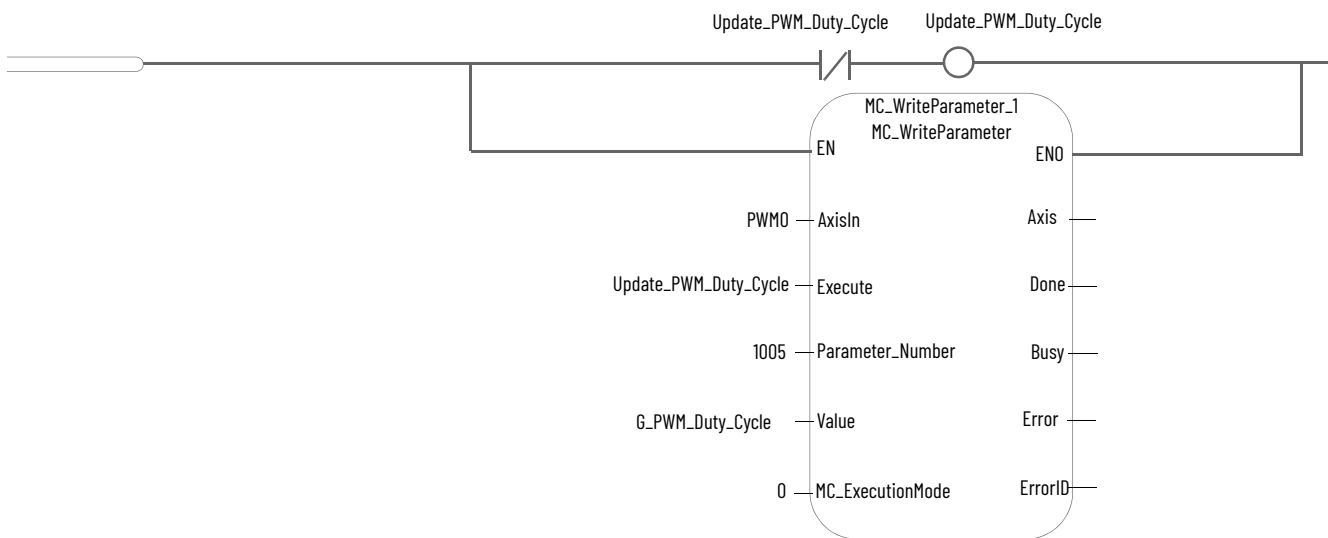 Update_PWM_Duty_Cycle Update_PWM_Duty_Cycle
MC_WriteParameter_1
MC_WriteParameter
EN ENO
PWM0 AxisIn Axis
Update_PWM_Duty_Cycle Execute Done
1005 Parameter_Number Busy
G_PWM_Duty_Cycle Value Error
0 MC_ExecutionMode ErrorID